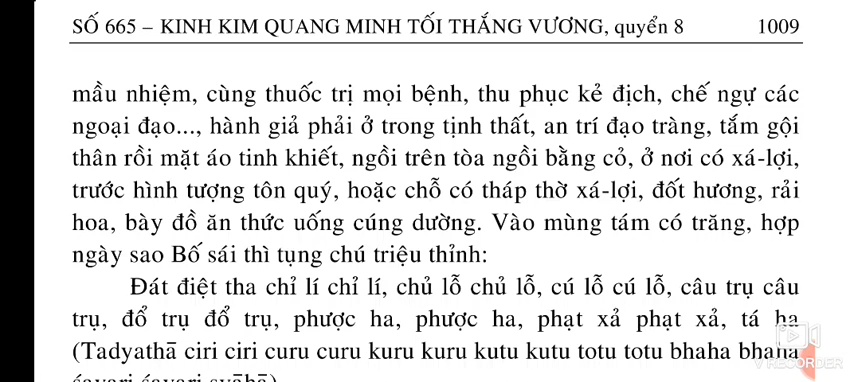 SỐ 665 – KINH KIM QUANG MINH TỐI THẮNG VƯƠNG, quyển 8 1009
mầu nhiệm, cùng thuốc trị mọi bệnh, thu phục kẻ địch, chế ngự các
ngoại đạo..., hành giả phải ở trong tịnh thất, an trí đạo tràng, tắm gội
thân rồi mặt áo tinh khiết, ngồi trên tòa ngồi bằng cỏ, ở nơi có xá-lợi,
trước hình tượng tôn quý, hoặc chỗ có tháp thờ xá-lợi, đốt hương, rải
hoa, bày đồ ăn thức uống cúng dường. Vào mùng tám có trăng, hợp
ngày sao Bố sái thì tụng chú triệu thỉnh:
Đát điệt tha chỉ lí chỉ lí, chủ lỗ chủ lỗ, cú lỗ cú lỗ, câu trụ câu
trụ, đổ trụ đổ trụ, phược ha, phược ha, phạt xả phạt xả, tá ha
(Tadyathā ciri ciri curu curu kuru kuru kutu kutu totu totu bhaha bhaha
śavari śavari svāhā)
V RECORDER